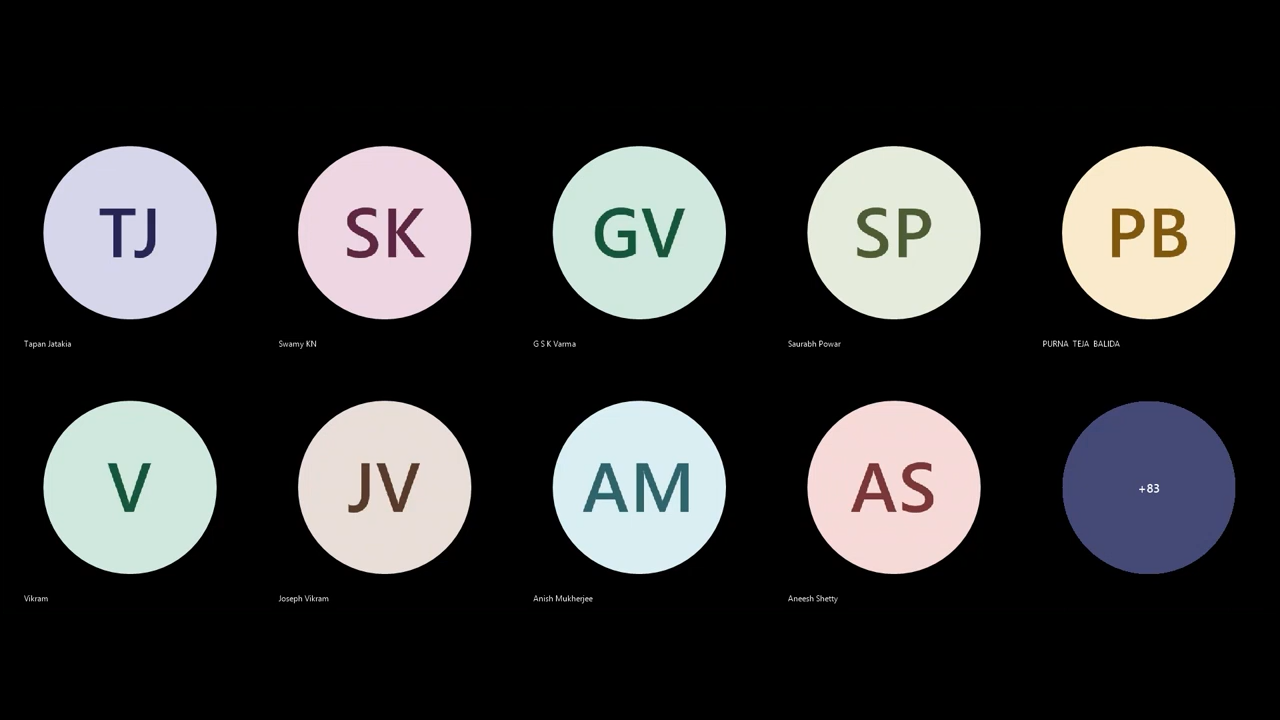 TJ
SK
GV
SP
PB
Tapan Jatakia
Swamy KN
G S K Varma
Saurabh Powar
PURNA TEJA BALIDA
V
JV
AM
AS
+83
Vikram
Joseph Vikram
Anish Mukherjee
Aneesh Shetty